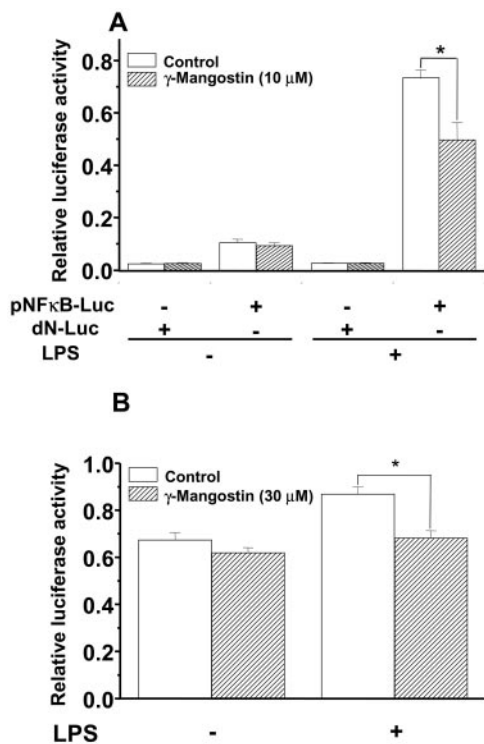 A
Relative luciferase activity
0.8
0.6
0.4
0.2
0.0
Control
γ-Mangostin (10 μM)
*
pNFκB-Luc - + - +
dN-Luc + - + -
LPS - +
B
Relative luciferase activity
1.0
0.8
0.6
0.4
0.2
0.0
Control
γ-Mangostin (30 μM)
*
LPS - +